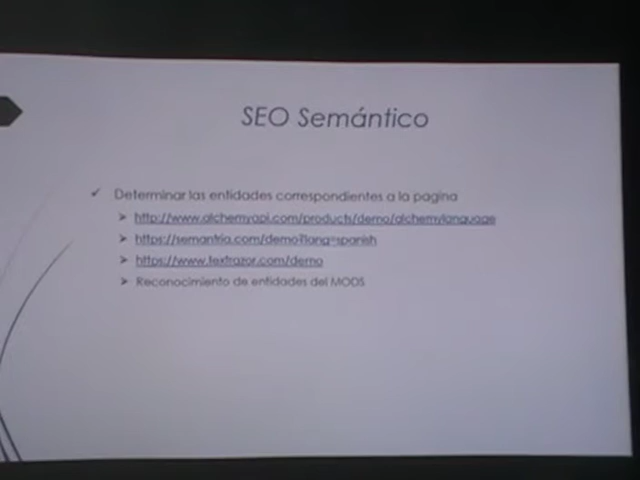 SEO Semántico
Determinar las entidades correspondientes a la pagina
http://www.alchemyapi.com/products/demo/alchemylanguage
https://semantria.com/demo?lang=spanish
https://www.textrazor.com/demo
Reconocimiento de entidades del MODS